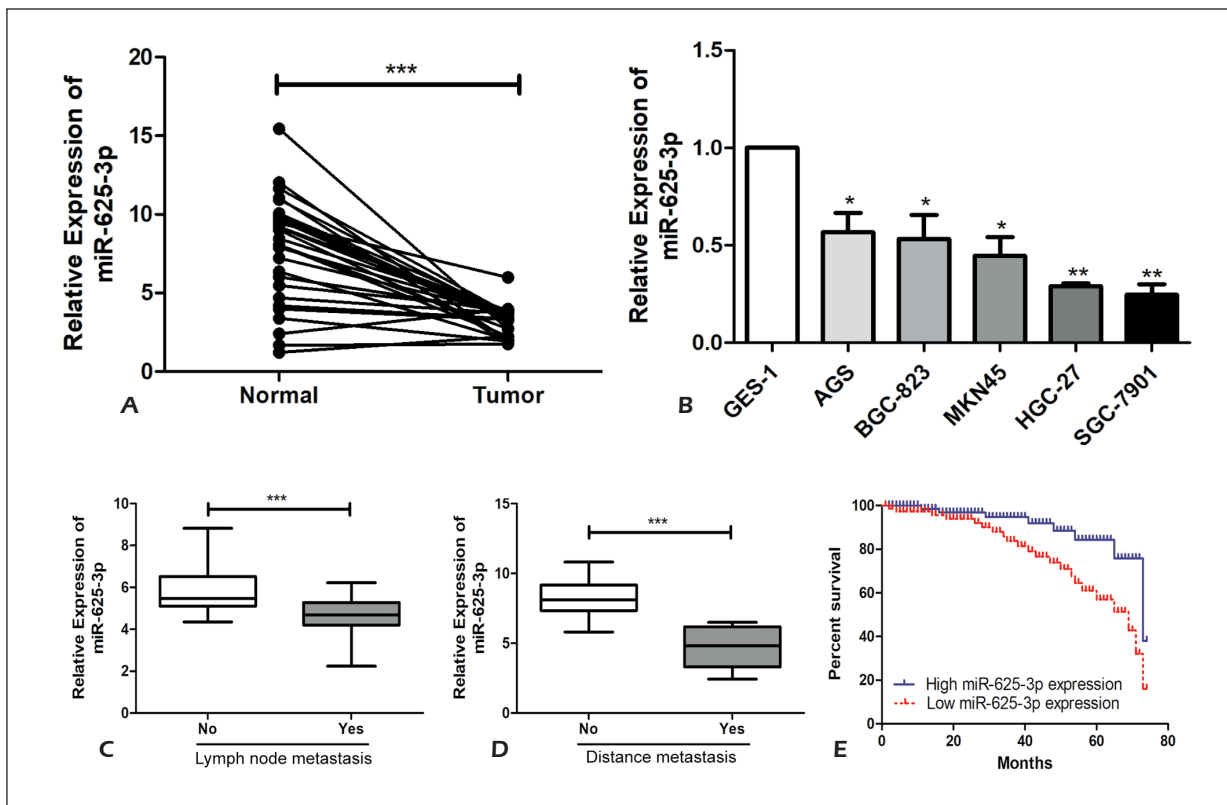 Relative Expression of
miR-625-3p
20
15
10
5
0
***
Normal
Tumor
A
Relative Expression of
miR-625-3p
1.5
1.0
0.5
0.0
*
*
*
**
**
GES-1
AGS
BGC-823
MKN45
HGC-27
SGC-7901
B
Relative Expression of
miR-625-3p
10
8
6
4
2
0
***
No
Yes
Lymph node metastasis
C
Relative Expression of
miR-625-3p
15
10
5
0
***
No
Yes
Distance metastasis
D
Percent survival
100
80
60
40
20
0
High miR-625-3p expression
Low miR-625-3p expression
0
20
40
60
80
Months
E